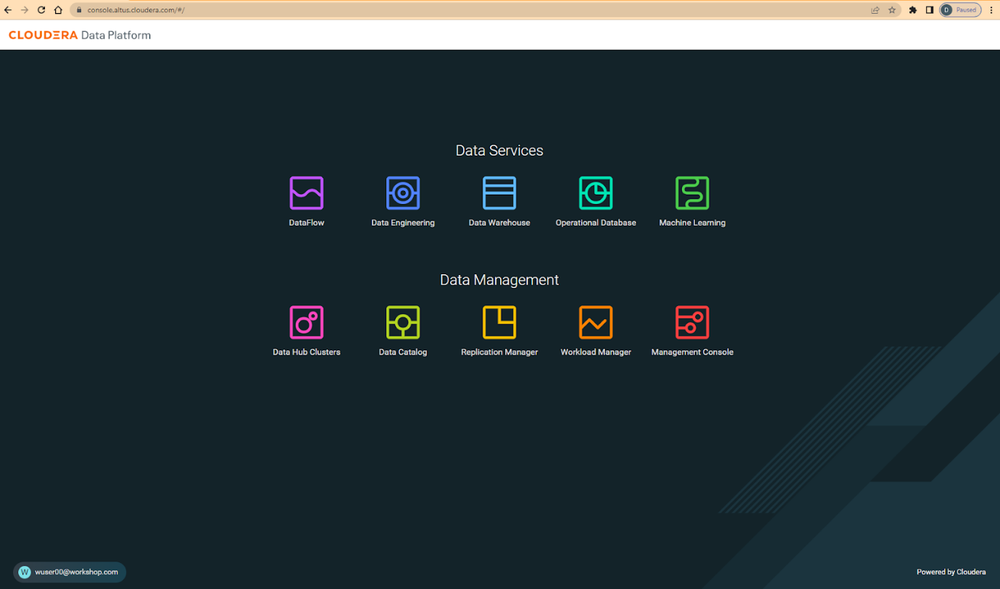 console.altus.cloudera.com/#/
D Paused
CLOUDERA Data Platform
Data Services
DataFlow
Data Engineering
Data Warehouse
Operational Database
Machine Learning
Data Management
Data Hub Clusters
Data Catalog
Replication Manager
Workload Manager
Management Console
W wuser00@workshop.com
Powered by Cloudera